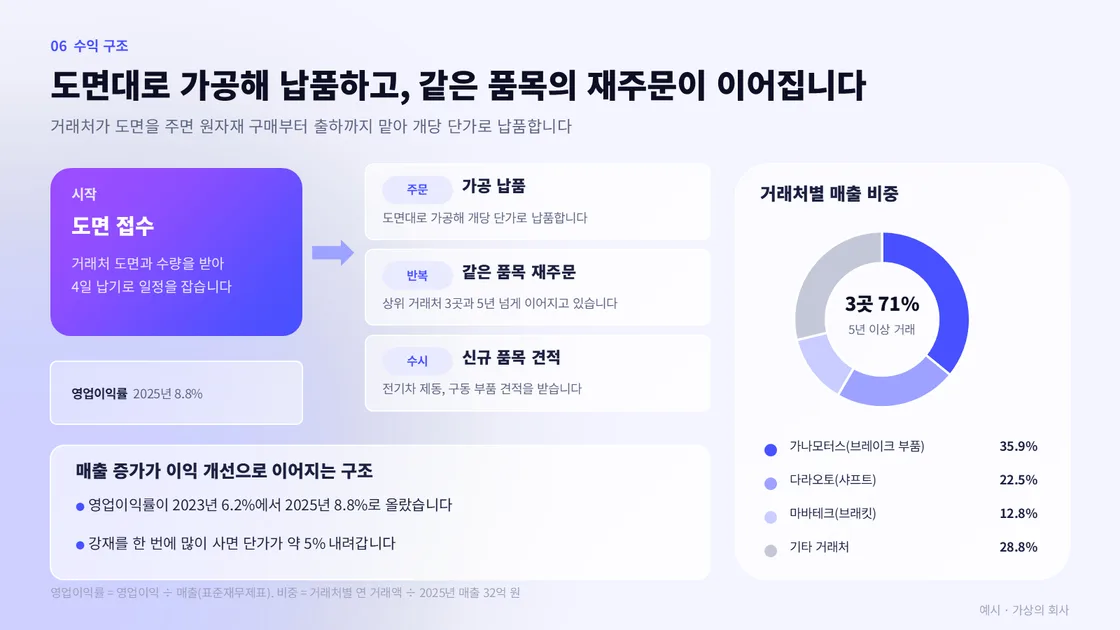 06 수익 구조
도면대로 가공해 납품하고, 같은 품목의 재주문이 이어집니다
거래처가 도면을 주면 원자재 구매부터 출하까지 맡아 개당 단가로 납품합니다
시작
도면 접수
거래처 도면과 수량을 받아
4일 납기로 일정을 잡습니다
영업이익률 2025년 8.8%
주문 가공 납품
도면대로 가공해 개당 단가로 납품합니다
반복 같은 품목 재주문
상위 거래처 3곳과 5년 넘게 이어지고 있습니다
수시 신규 품목 견적
전기차 제동, 구동 부품 견적을 받습니다
매출 증가가 이익 개선으로 이어지는 구조
영업이익률이 2023년 6.2%에서 2025년 8.8%로 올랐습니다
강재를 한 번에 많이 사면 단가가 약 5% 내려갑니다
거래처별 매출 비중
3곳 71%
5년 이상 거래
가나모터스(브레이크 부품) 35.9%
다라오토(샤프트) 22.5%
마바테크(브래킷) 12.8%
기타 거래처 28.8%
영업이익률 = 영업이익 ÷ 매출(표준재무제표). 비중 = 거래처별 연 거래액 ÷ 2025년 매출 32억 원
예시 · 가상의 회사